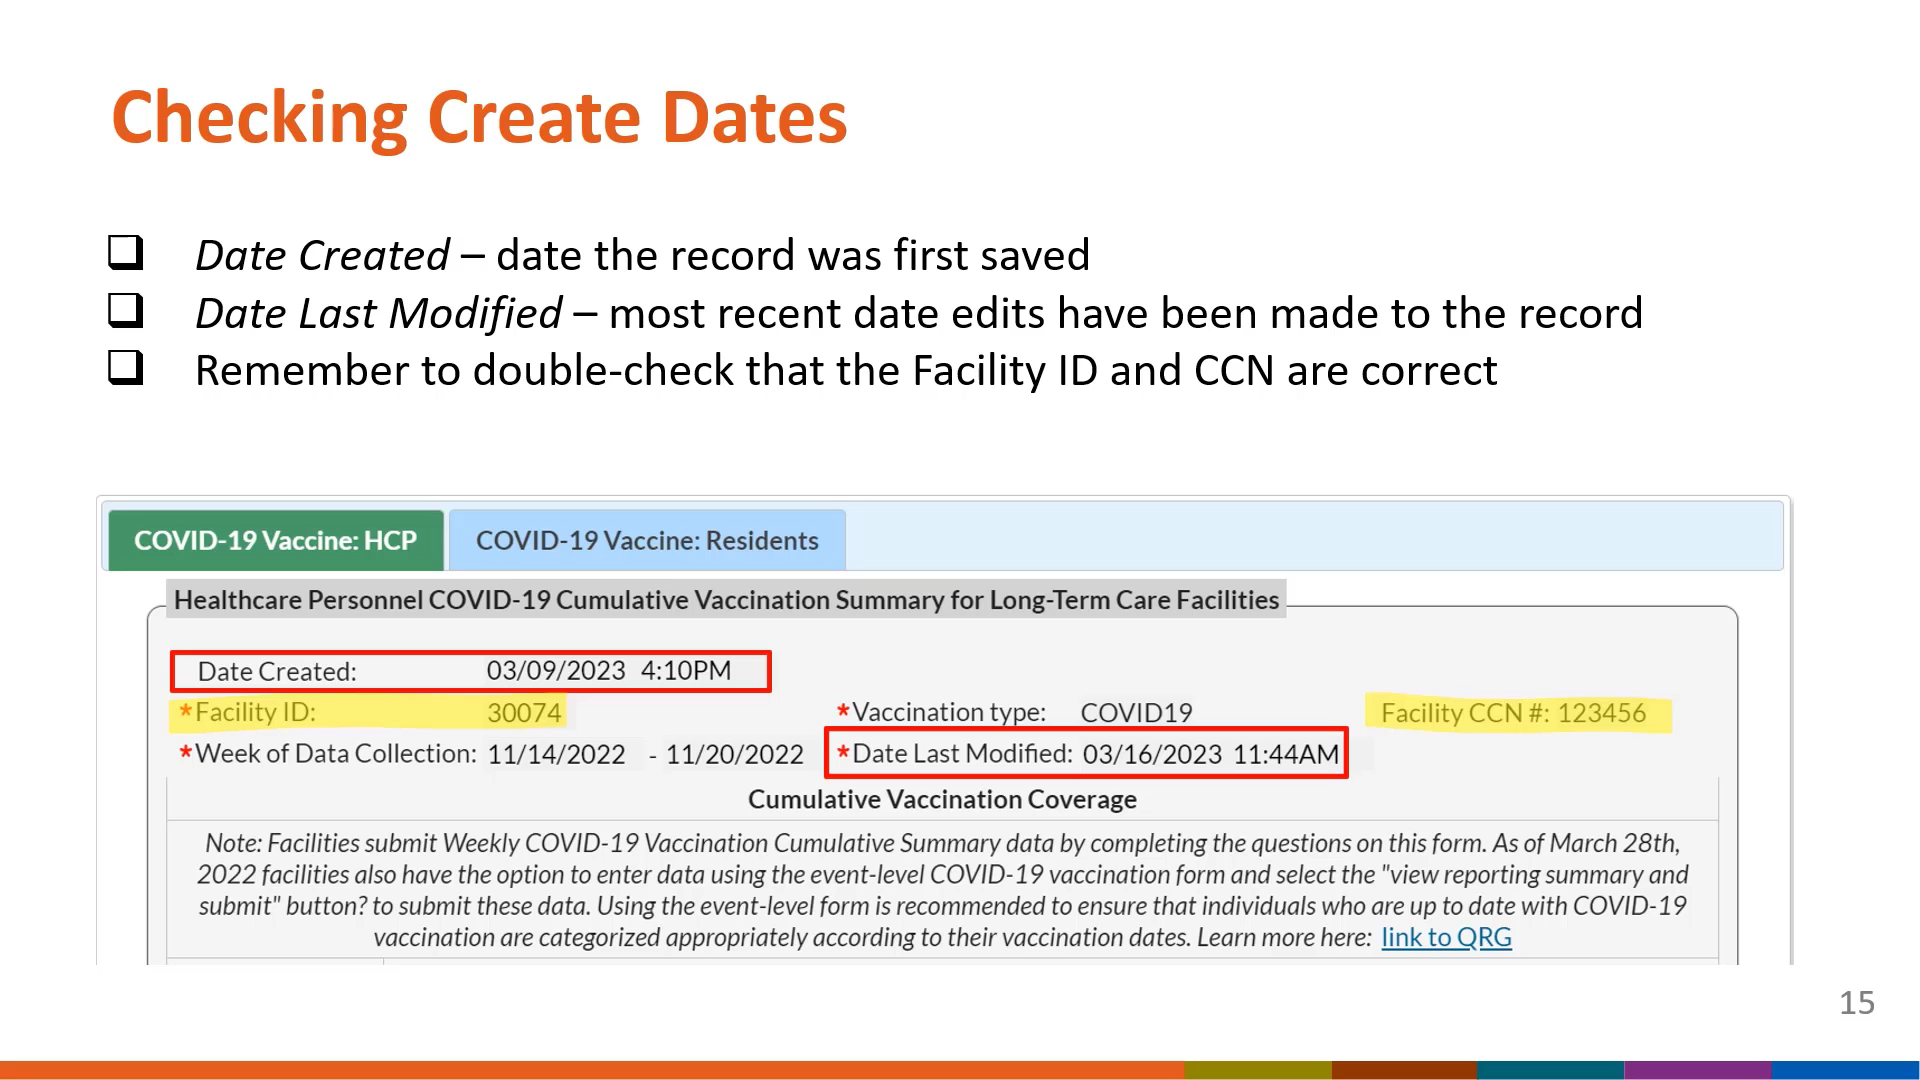 Checking Create Dates
❑ Date Created – date the record was first saved
❑ Date Last Modified – most recent date edits have been made to the record
❑ Remember to double-check that the Facility ID and CCN are correct
COVID-19 Vaccine: HCP COVID-19 Vaccine: Residents
Healthcare Personnel COVID-19 Cumulative Vaccination Summary for Long-Term Care Facilities
Date Created: 03/09/2023 4:10PM
*Facility ID: 30074 *Vaccination type: COVID19 Facility CCN #: 123456
*Week of Data Collection: 11/14/2022 - 11/20/2022 *Date Last Modified: 03/16/2023 11:44AM
Cumulative Vaccination Coverage
Note: Facilities submit Weekly COVID-19 Vaccination Cumulative Summary data by completing the questions on this form. As of March 28th,
2022 facilities also have the option to enter data using the event-level COVID-19 vaccination form and select the "view reporting summary and
submit" button? to submit these data. Using the event-level form is recommended to ensure that individuals who are up to date with COVID-19
vaccination are categorized appropriately according to their vaccination dates. Learn more here: link to QRG
15